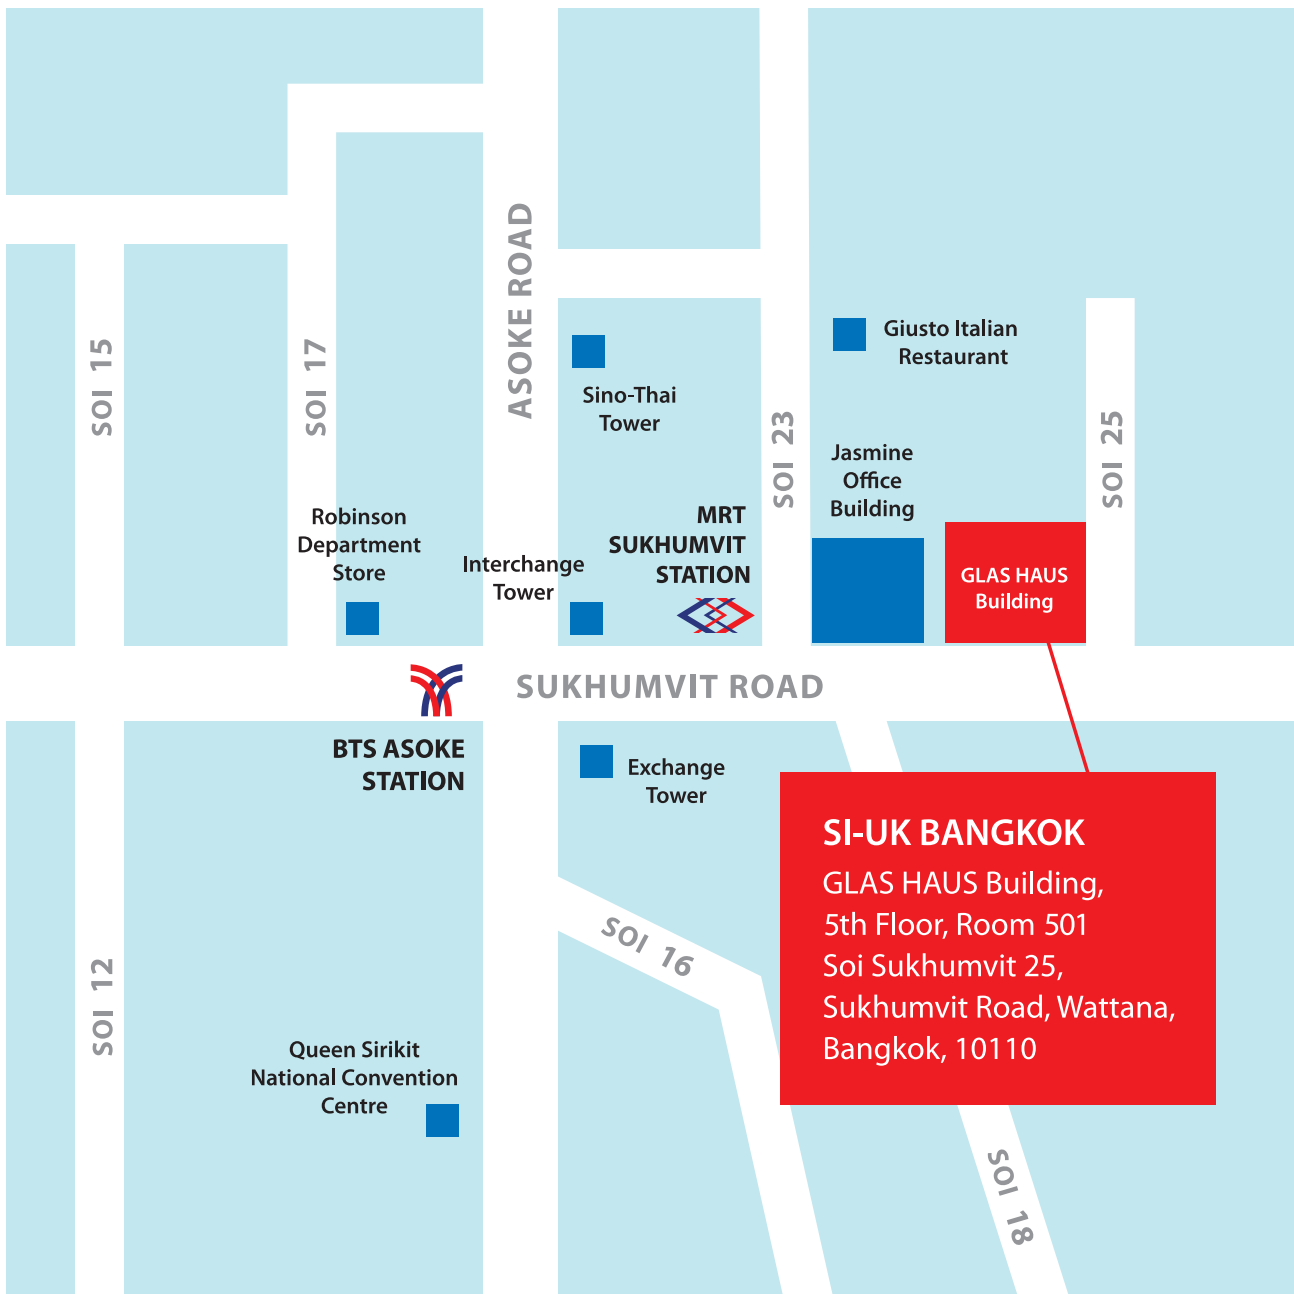 ASOKE ROAD
SOI 15
SOI 17
Giusto Italian
Restaurant
Sino-Thai
Tower
SOI 23
SOI 25
Jasmine
Office
Building
Robinson
Department
Store
Interchange
Tower
MRT
SUKHUMVIT
STATION
GLAS HAUS
Building
SUKHUMVIT ROAD
BTS ASOKE
STATION
Exchange
Tower
SI-UK BANGKOK
GLAS HAUS Building,
5th Floor, Room 501
Soi Sukhumvit 25,
Sukhumvit Road, Wattana,
Bangkok, 10110
SOI 16
SOI 12
Queen Sirikit
National Convention
Centre
SOI 18